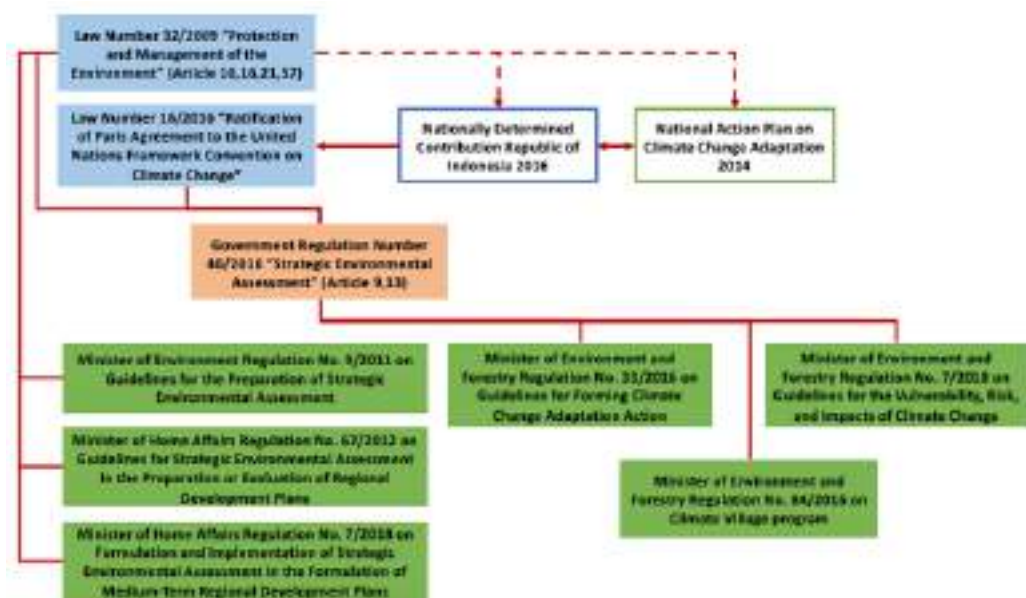 Law Number 32/2009 "Protection
and Management of the
Environment" (Article 10,16,21,57)
Law Number 16/2016 "Ratification
of Paris Agreement to the United
Nations Framework Convention on
Climate Change"
Nationally Determined
Contribution Republic of
Indonesia 2016
National Action Plan on
Climate Change Adaptation
2014
Government Regulation Number
46/2016 "Strategic Environmental
Assessment" (Article 9,13)
Minister of Environment Regulation No. 9/2011 on
Guidelines for the Preparation of Strategic
Environmental Assessment
Minister of Environment and
Forestry Regulation No. 33/2016 on
Guidelines for Forming Climate
Change Adaptation Action
Minister of Environment and
Forestry Regulation No. 7/2018 on
Guidelines for the Vulnerability, Risk,
and Impacts of Climate Change
Minister of Home Affairs Regulation No. 67/2012 on
Guidelines for Strategic Environmental Assessment
in the Preparation or Evaluation of Regional
Development Plans
Minister of Environment and
Forestry Regulation No. 84/2016 on
Climate Village program
Minister of Home Affairs Regulation No. 7/2018 on
Formulation and Implementation of Strategic
Environmental Assessment in the Formulation of
Medium-Term Regional Development Plans